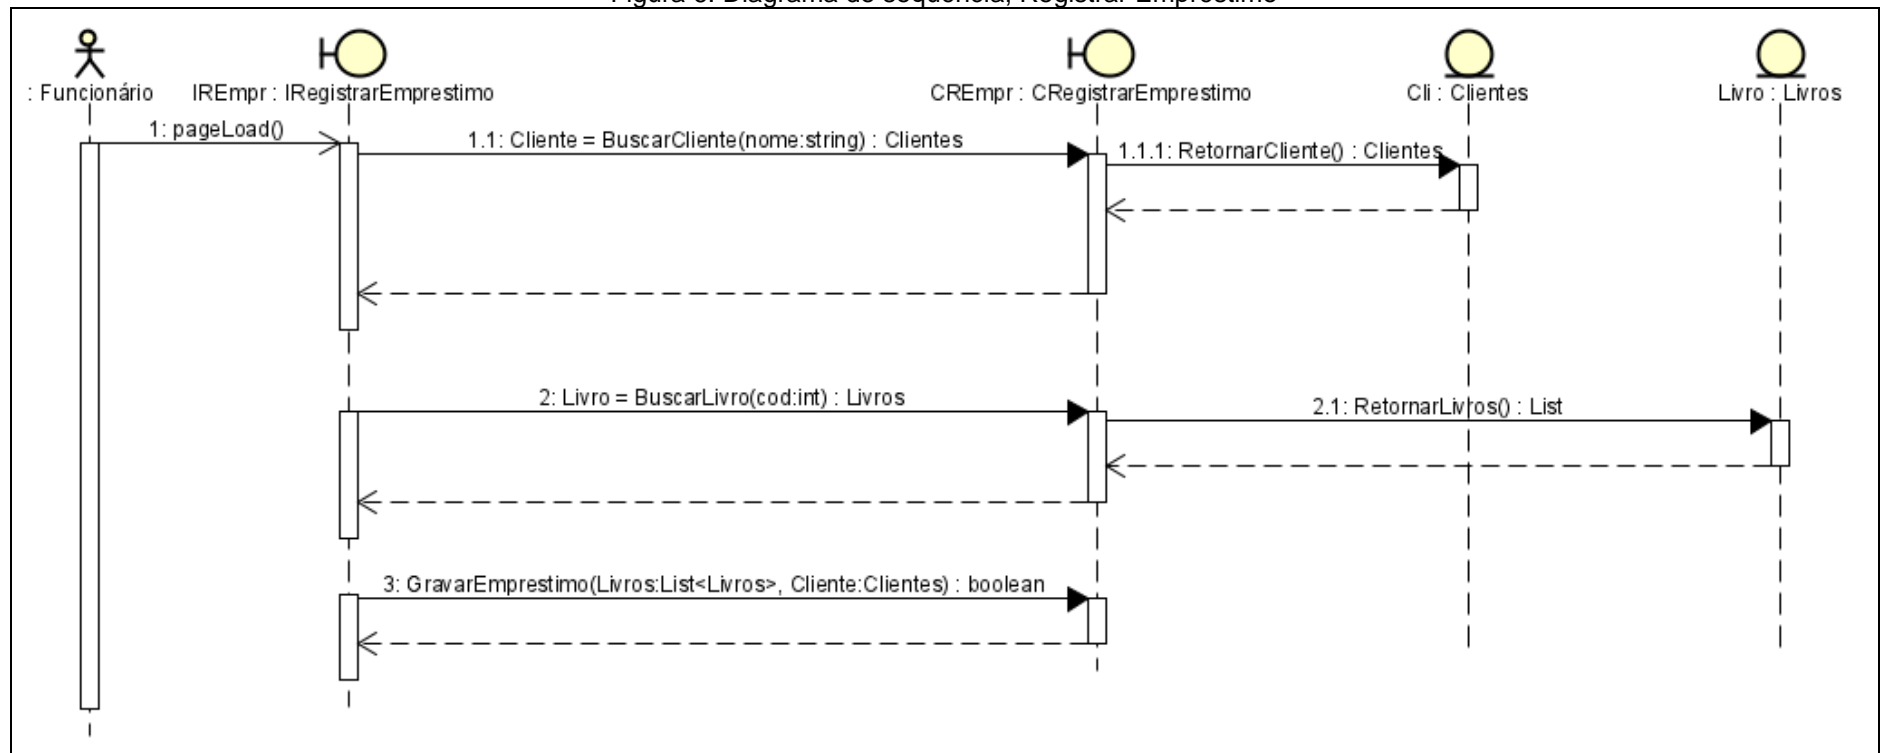 : Funcionário
IREmpr : IRegistrarEmprestimo
CREmpr : CRegistrarEmprestimo
Cli : Clientes
Livro : Livros
1: pageLoad()
1.1: Cliente = BuscarCliente(nome:string) : Clientes
1.1.1: RetornarCliente() : Clientes
2: Livro = BuscarLivro(cod:int) : Livros
2.1: RetornarLivros() : List
3: GravarEmprestimo(Livros:List<Livros>, Cliente:Clientes) : boolean